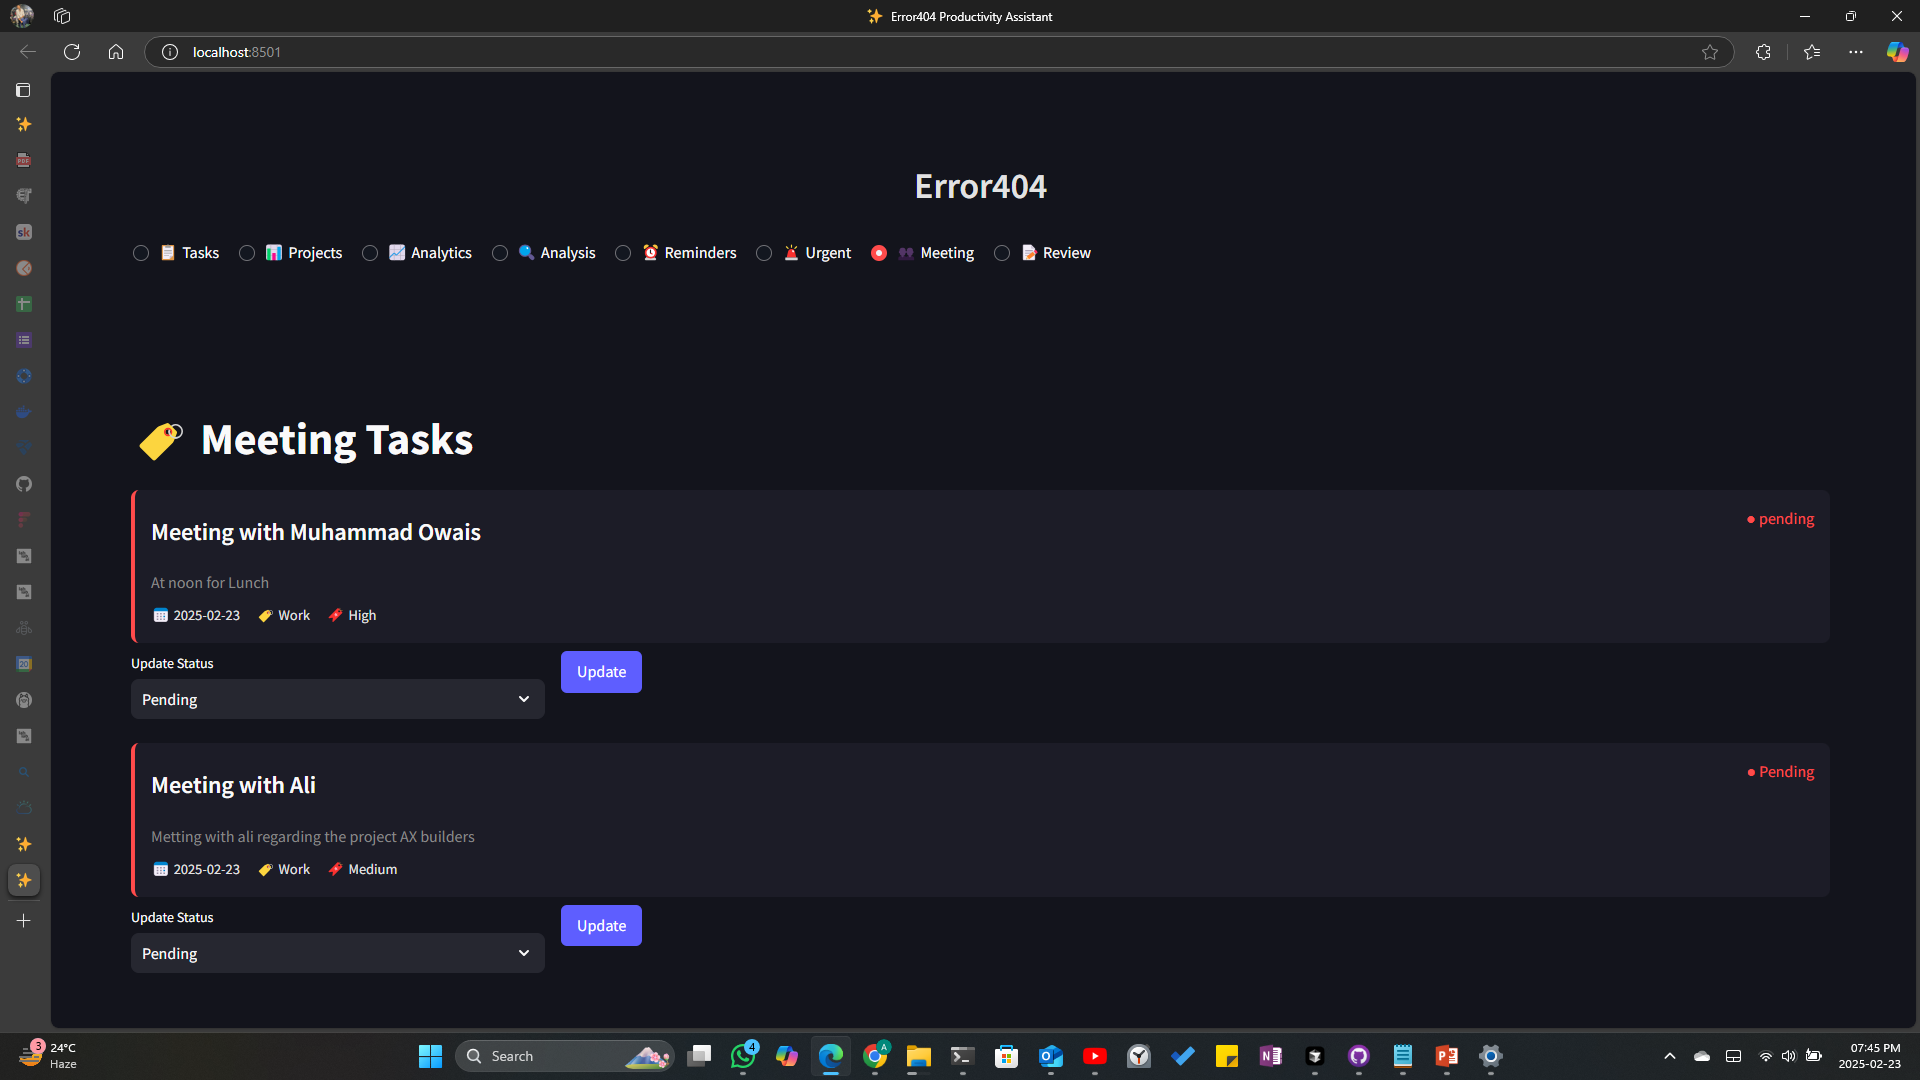 Error404 Productivity Assistant
localhost:8501
Error404
Tasks Projects Analytics Analysis Reminders Urgent Meeting Review
Meeting Tasks
Meeting with Muhammad Owais
pending
At noon for Lunch
2025-02-23 Work High
Update Status
Pending
Update
Meeting with Ali
Pending
Metting with ali regarding the project AX builders
2025-02-23 Work Medium
Update Status
Pending
Update
3
24°C
Haze
Search
4
A
07:45 PM
2025-02-23